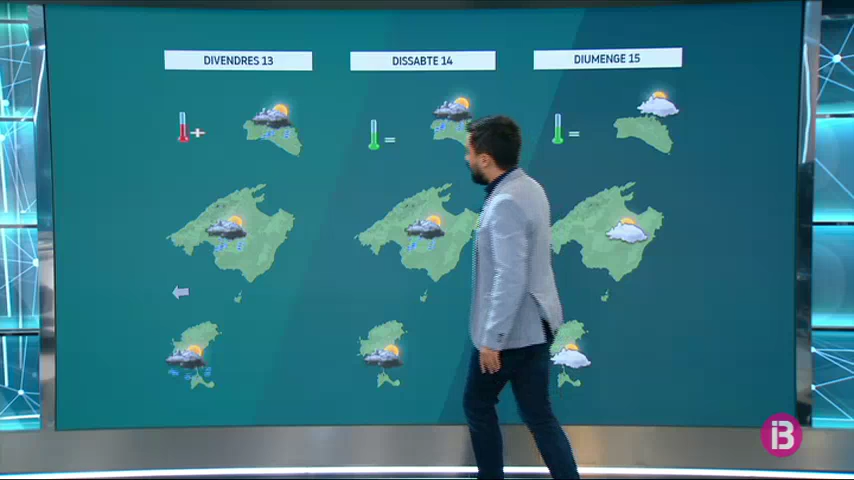 DIVENDRES 13
DISSABTE 14
DIUMENGE 15
+
=
=
IB